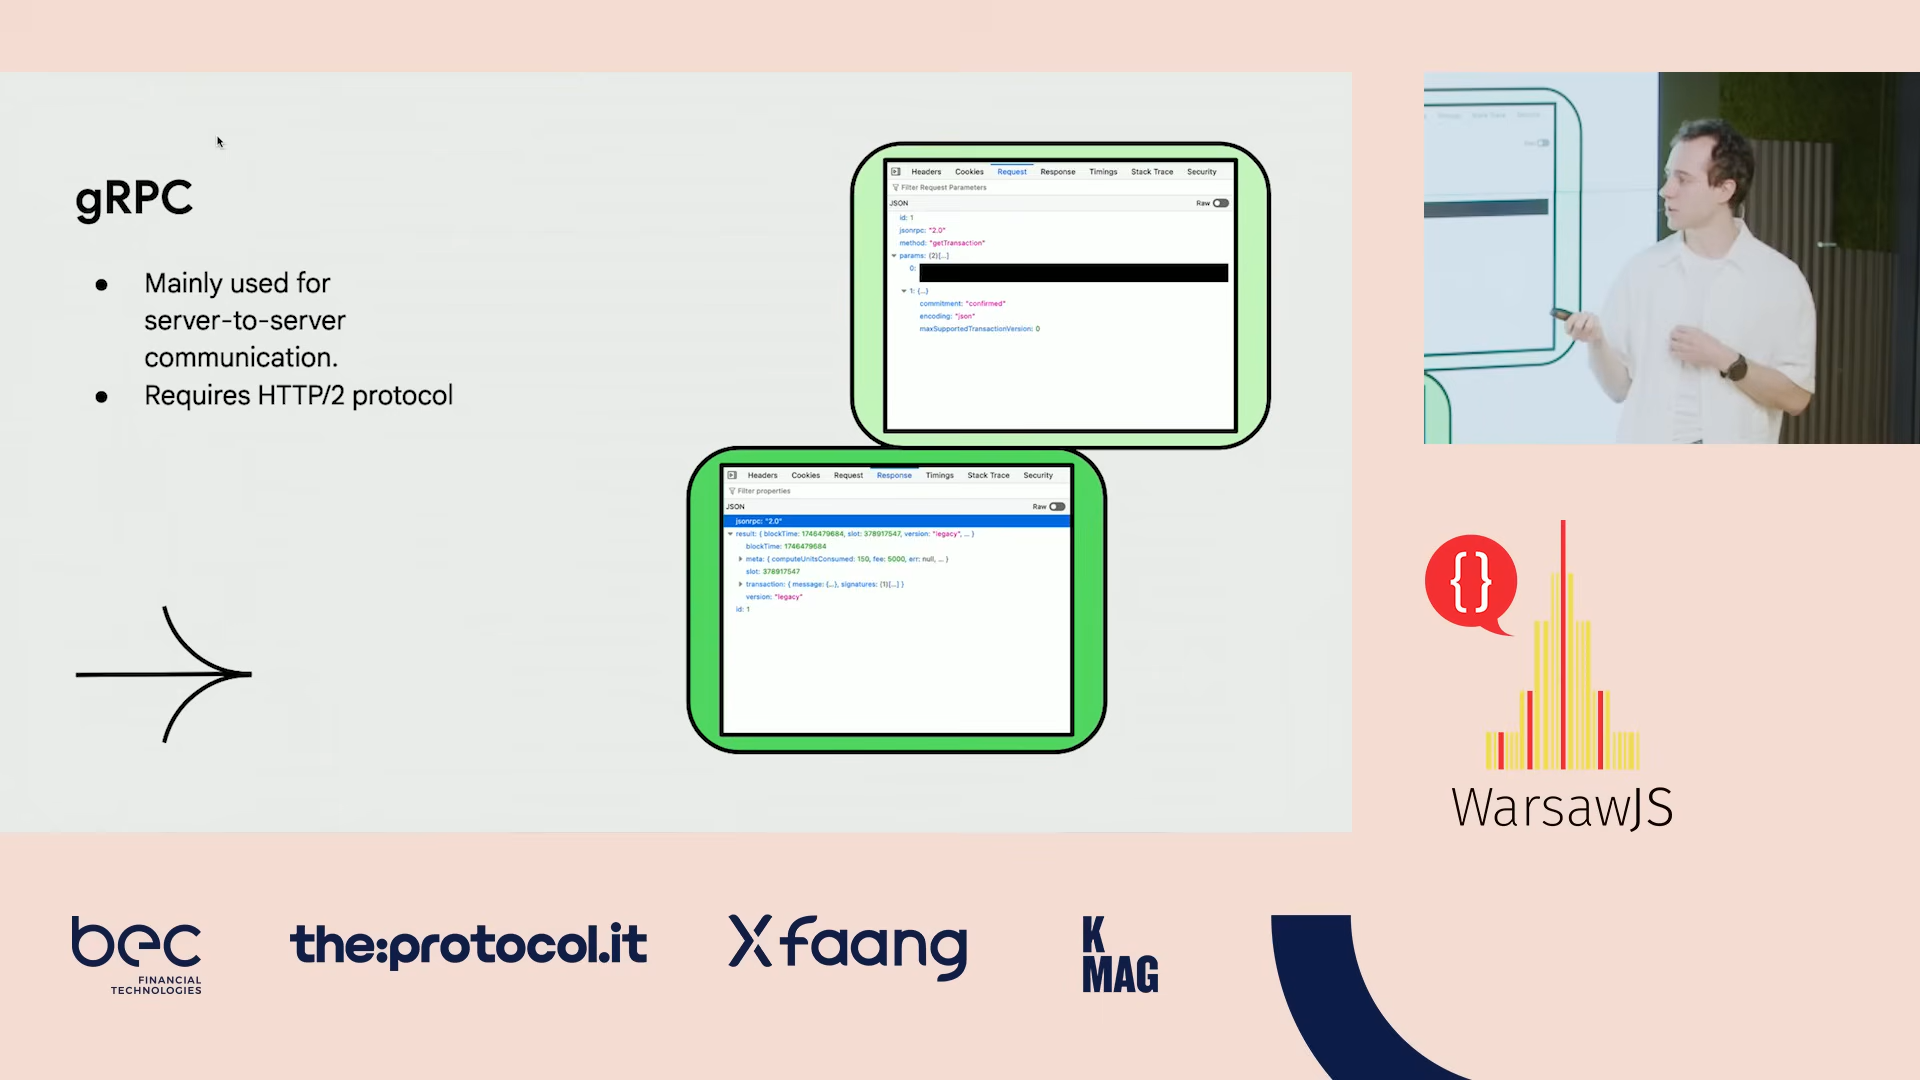 gRPC
● Mainly used for
server-to-server
communication.
● Requires HTTP/2 protocol
Headers Cookies Request Response Timings Stack Trace Security
Filter Request Parameters
JSON Raw
id: 1
jsonrpc: "2.0"
method: "getTransaction"
params: (2)[…]
0:
1: {…}
commitment: "confirmed"
encoding: "json"
maxSupportedTransactionVersion: 0
Headers Cookies Request Response Timings Stack Trace Security
Filter properties
JSON Raw
jsonrpc: "2.0"
result: { blockTime: 1746479684, slot: 378917547, version: "legacy", … }
blockTime: 1746479684
meta: { computeUnitsConsumed: 150, fee: 5000, err: null, … }
slot: 378917547
transaction: { message: {…}, signatures: (1)[…] }
version: "legacy"
id: 1
{}
WarsawJS
bec
FINANCIAL
TECHNOLOGIES
the:protocol.it
Xfaang
K
MAG